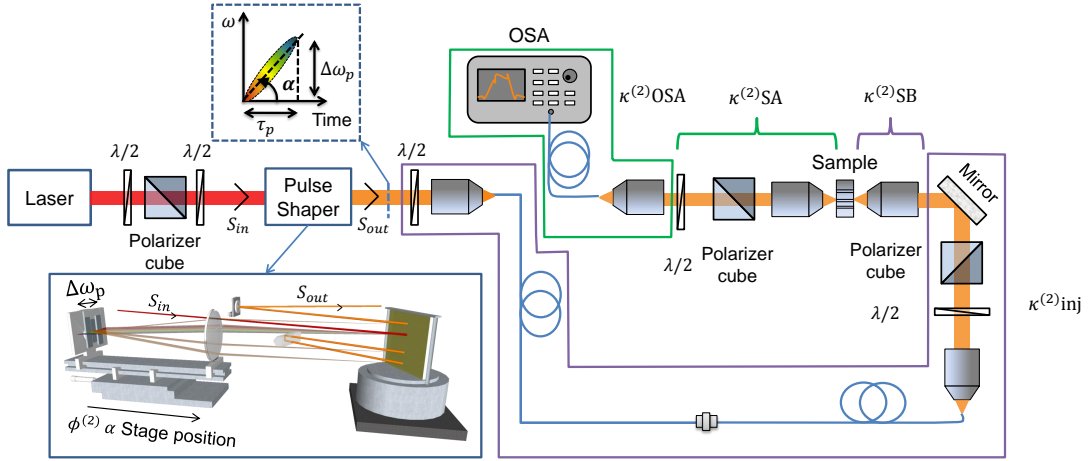 ω
α
Δω_p
τ_p
Time
OSA
κ^(2)OSA
κ^(2)SA
κ^(2)SB
λ/2
λ/2
λ/2
Sample
Mirror
Laser
Pulse
Shaper
S_in
S_out
Polarizer
cube
λ/2
Polarizer
cube
Polarizer
cube
λ/2
κ^(2)inj
Δω_p
S_in
S_out
ϕ^(2) α Stage position